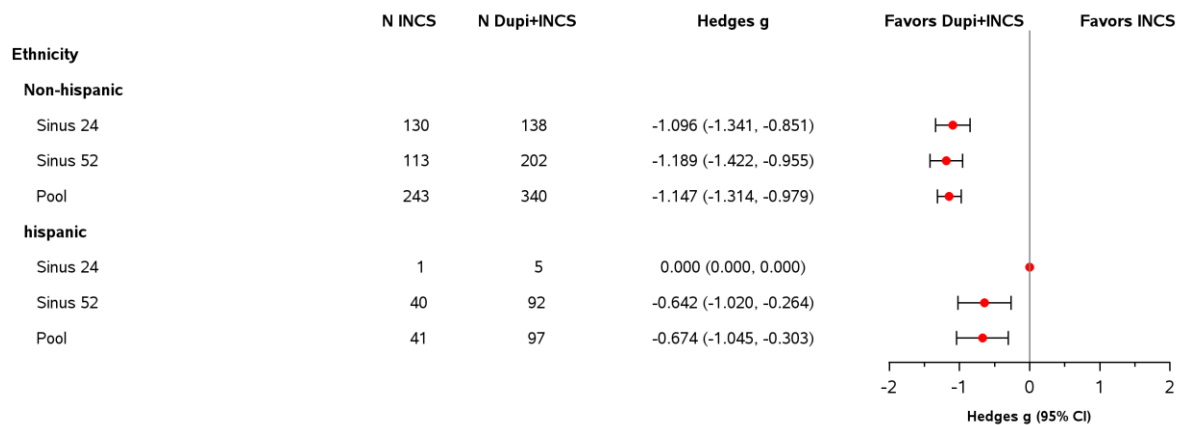 N INCS N Dupi+INCS Hedges g Favors Dupi+INCS Favors INCS
Ethnicity
Non-hispanic
Sinus 24 130 138 -1.096 (-1.341, -0.851)
Sinus 52 113 202 -1.189 (-1.422, -0.955)
Pool 243 340 -1.147 (-1.314, -0.979)
hispanic
Sinus 24 1 5 0.000 (0.000, 0.000)
Sinus 52 40 92 -0.642 (-1.020, -0.264)
Pool 41 97 -0.674 (-1.045, -0.303)
-2 -1 0 1 2
Hedges g (95% CI)